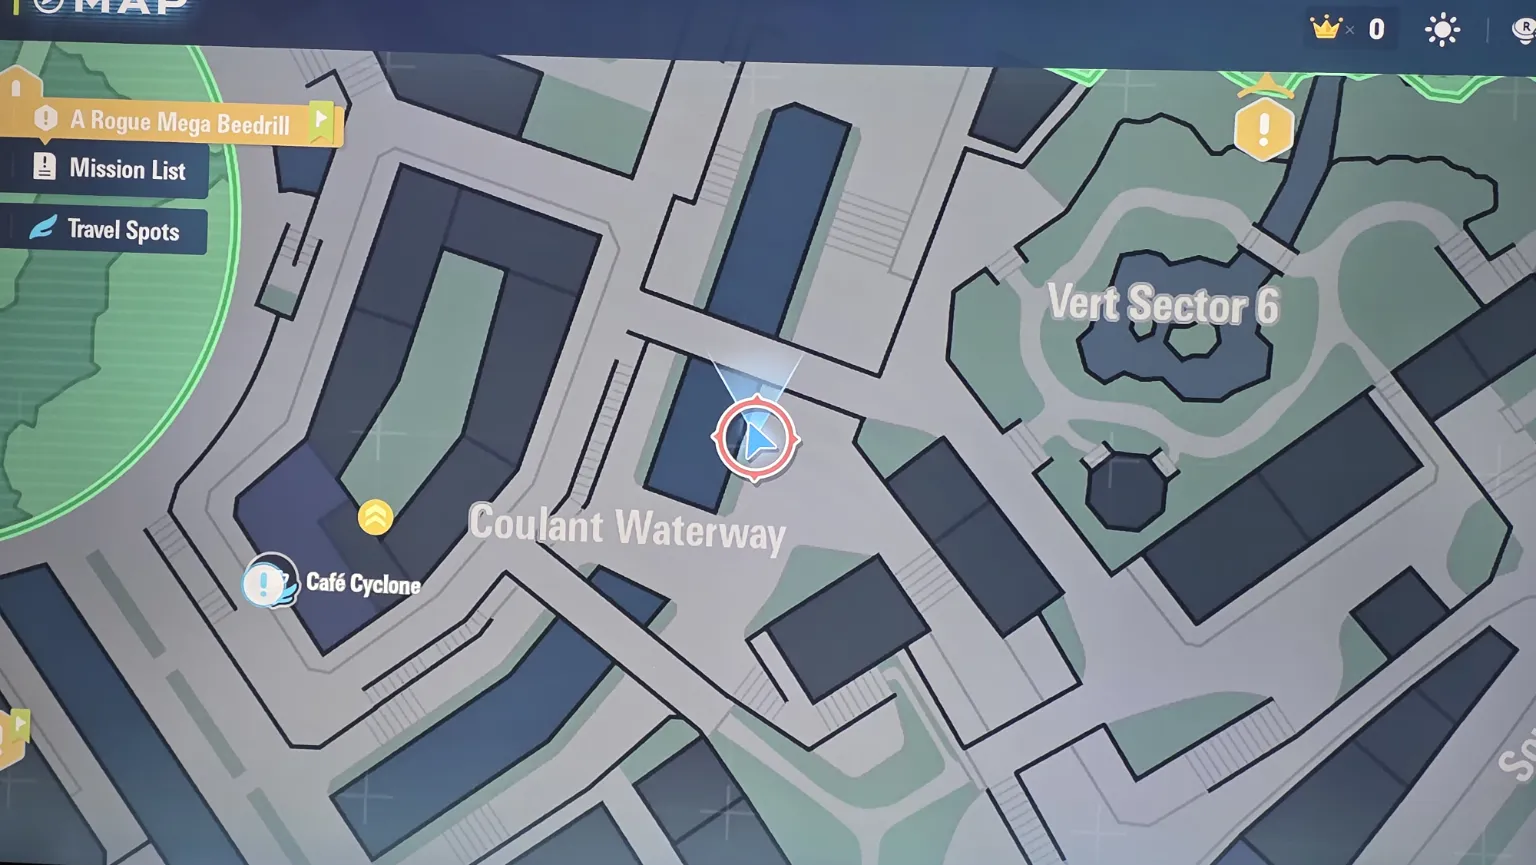 MAP
× 0
R
A Rogue Mega Beedrill
Mission List
Travel Spots
Vert Sector 6
Coulant Waterway
Café Cyclone